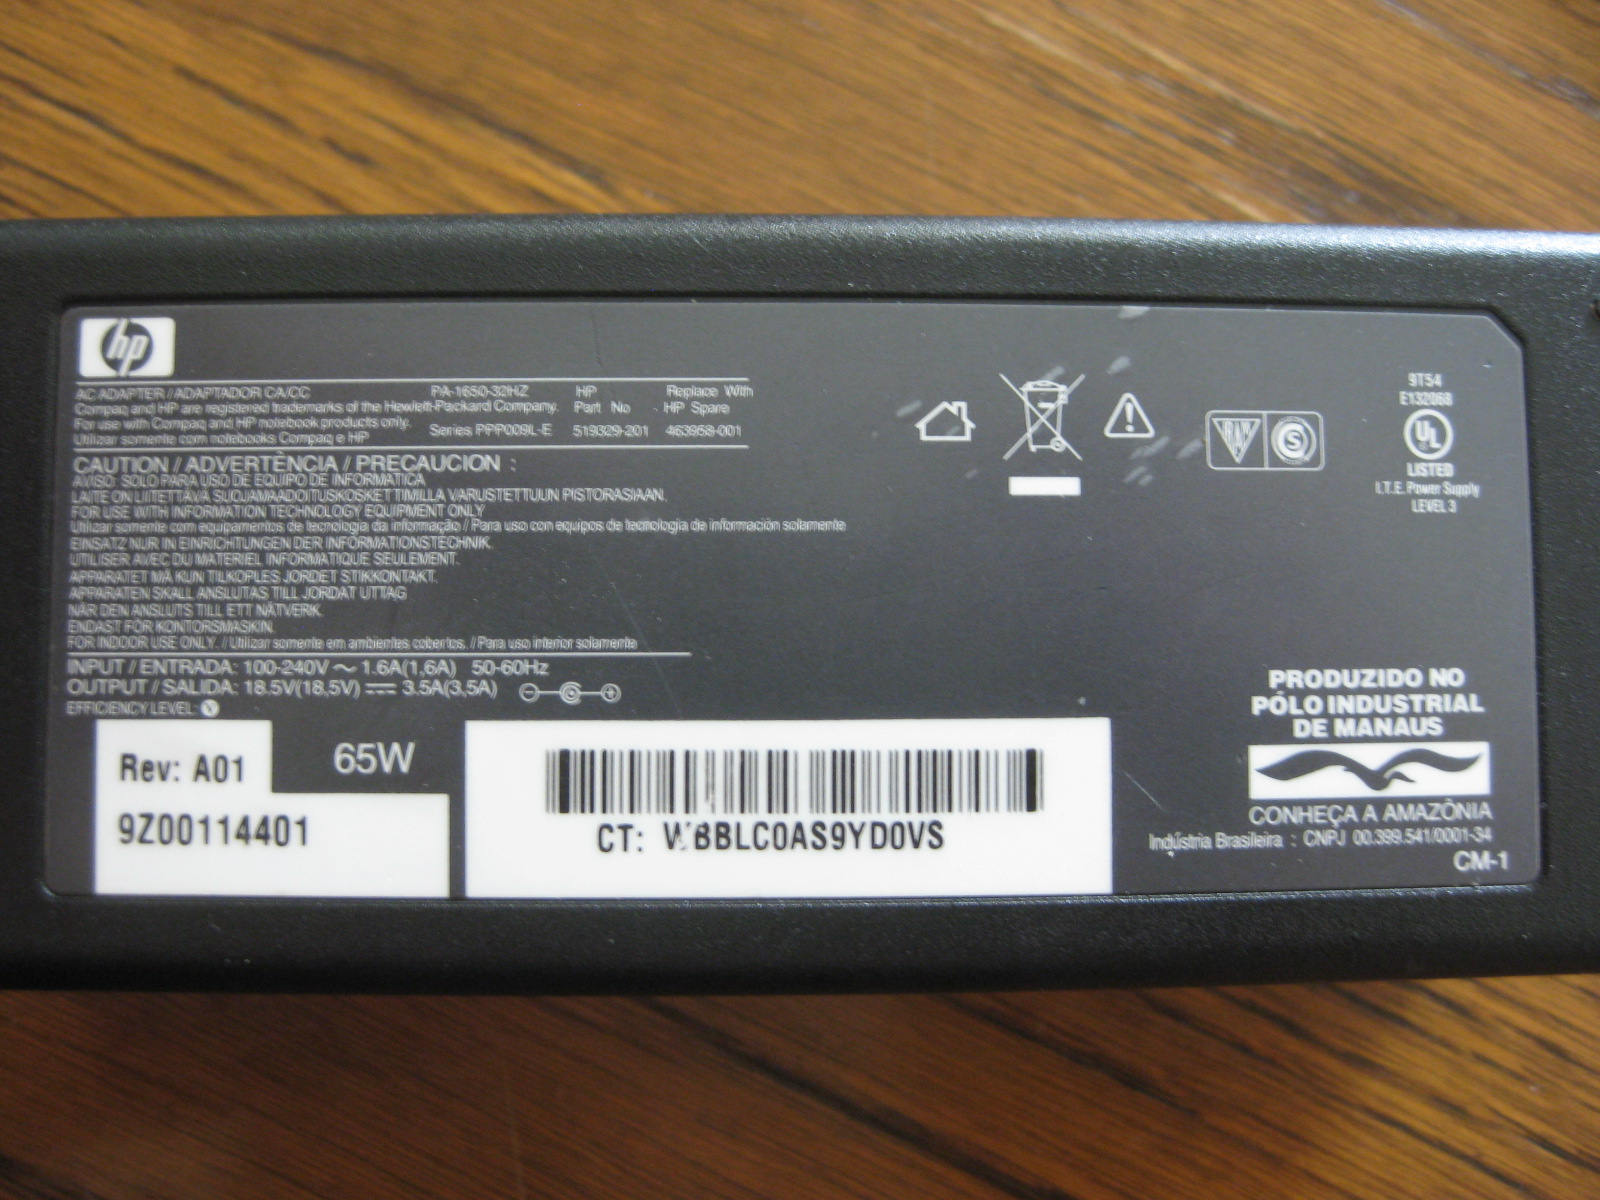 hp
AC ADAPTER / ADAPTADOR CA/CC PA-1650-32HZ HP Replace With
Compaq and HP are registered trademarks of the Hewlett-Packard Company. Part No HP Spare
For use with Compaq and HP notebook products only. Series PPP009L-E 519329-201 463958-001
Utilizar somente com notebooks Compaq e HP
CAUTION / ADVERTÊNCIA / PRECAUCION :
AVISO: SOLO PARA USO DE EQUIPO DE INFORMATICA
LAITE ON LIITETTÄVÄ SUOJAMAADOITUSKOSKETTIMILLA VARUSTETTUUN PISTORASIAAN.
FOR USE WITH INFORMATION TECHNOLOGY EQUIPMENT ONLY
Utilizar somente com equipamentos de tecnologia da informação / Para uso con equipos de tecnologia de información solamente
EINSATZ NUR IN EINRICHTUNGEN DER INFORMATIONSTECHNIK.
UTILISER AVEC DU MATERIEL INFORMATIQUE SEULEMENT.
APPARATET MÅ KUN TILKOPLES JORDET STIKKONTAKT.
APPARATEN SKALL ANSLUTAS TILL JORDAT UTTAG
NÄR DEN ANSLUTS TILL ETT NÄTVERK.
ENDAST FÖR KONTORSMASKIN.
FOR INDOOR USE ONLY. / Utilizar somente em ambientes cobertos. / Para uso interior solamente
INPUT / ENTRADA: 100-240V ~ 1.6A(1,6A) 50-60Hz
OUTPUT / SALIDA: 18.5V(18,5V) ⎓ 3.5A(3,5A)
EFFICIENCY LEVEL: V
Rev: A01
65W
9Z00114401
CT: WBBLC0AS9YD0VS
S
9T54
E132068
UL
LISTED
I.T.E. Power Supply
LEVEL 3
PRODUZIDO NO
PÓLO INDUSTRIAL
DE MANAUS
CONHEÇA A AMAZÔNIA
Indústria Brasileira : CNPJ 00.399.541/0001-34
CM-1